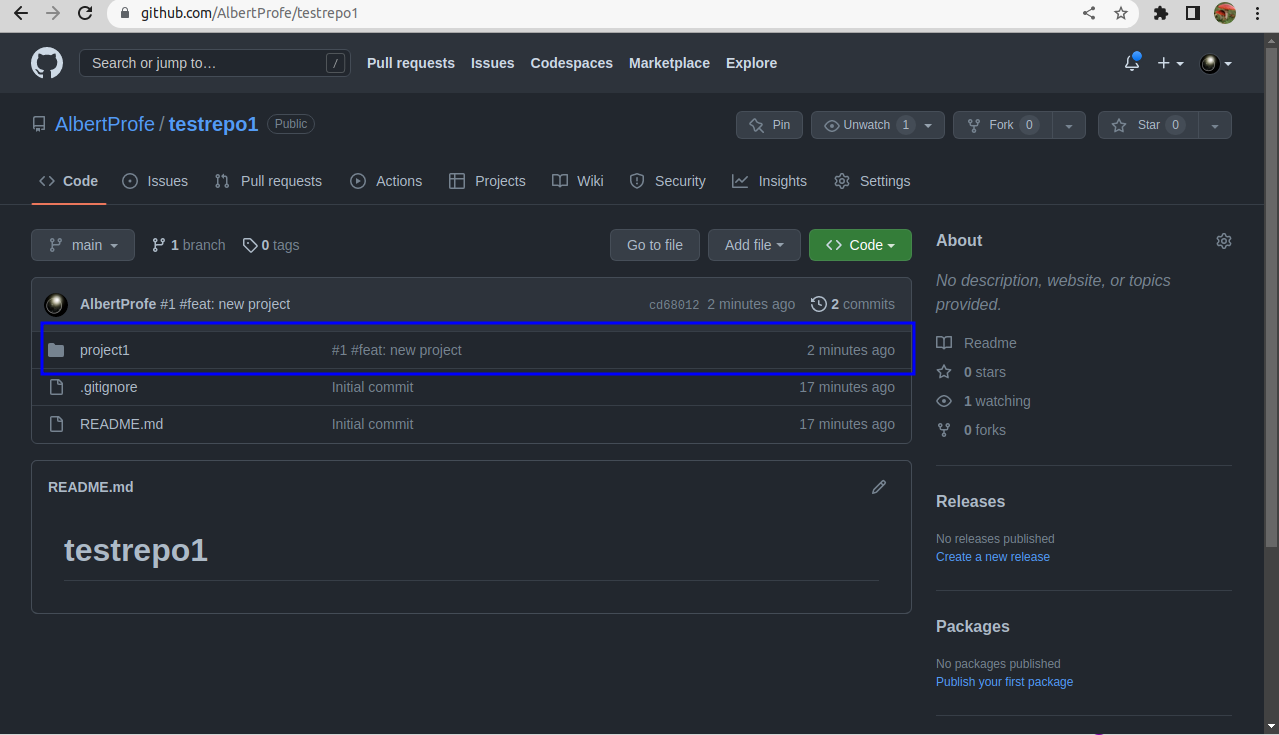 github.com/AlbertProfe/testrepo1
Search or jump to… /
Pull requests Issues Codespaces Marketplace Explore
AlbertProfe / testrepo1 Public
Pin Unwatch 1 Fork 0 Star 0
Code Issues Pull requests Actions Projects Wiki Security Insights Settings
main 1 branch 0 tags Go to file Add file Code
AlbertProfe #1 #feat: new project cd68012 2 minutes ago 2 commits
project1 #1 #feat: new project 2 minutes ago
.gitignore Initial commit 17 minutes ago
README.md Initial commit 17 minutes ago
README.md
testrepo1
About
No description, website, or topics
provided.
Readme
0 stars
1 watching
0 forks
Releases
No releases published
Create a new release
Packages
No packages published
Publish your first package